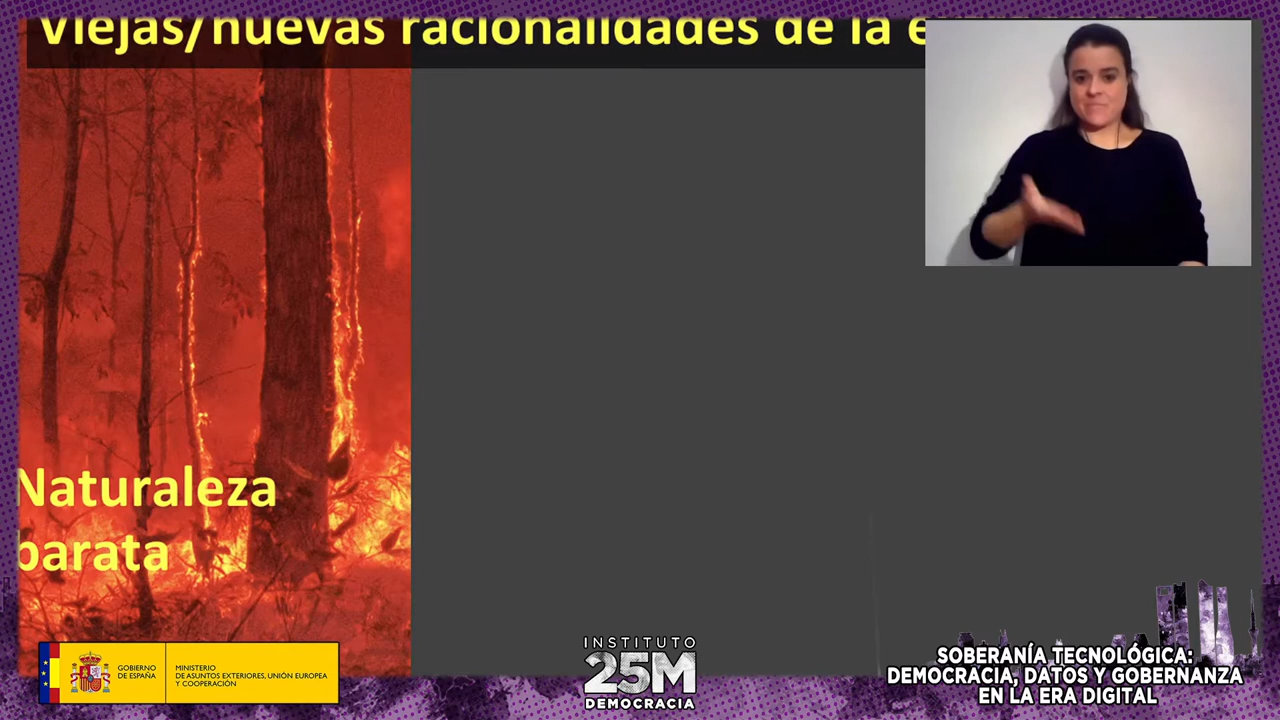 Viejas/nuevas racionalidades de la
Naturaleza
barata
GOBIERNO
DE ESPAÑA
MINISTERIO
DE ASUNTOS EXTERIORES, UNIÓN EUROPEA
Y COOPERACIÓN
INSTITUTO
25M
DEMOCRACIA
SOBERANÍA TECNOLÓGICA:
DEMOCRACIA, DATOS Y GOBERNANZA
EN LA ERA DIGITAL